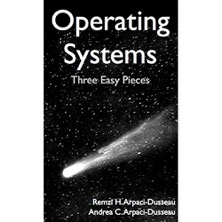 Operating
Systems
Three Easy Pieces
Remzi H.Arpaci-Dusseau
Andrea C.Arpaci-Dusseau